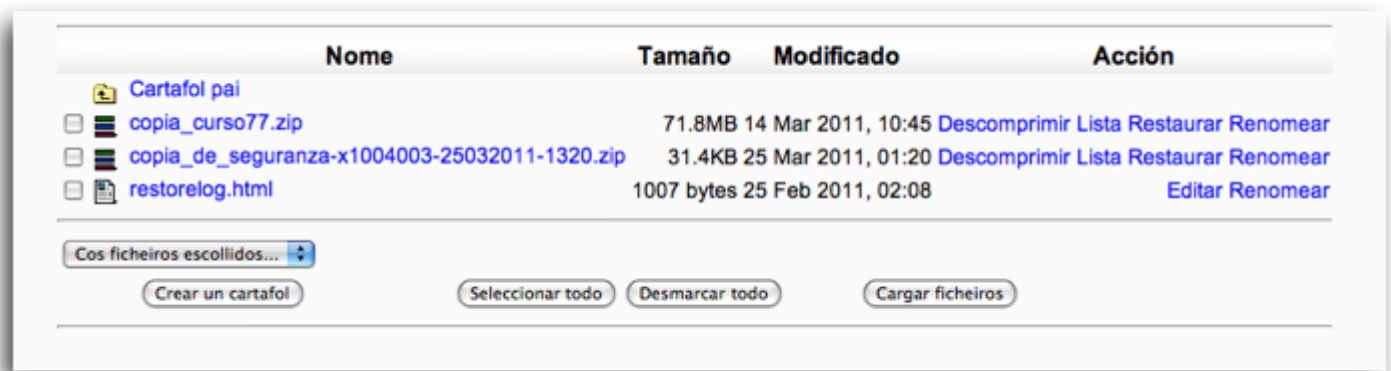 Nome Tamaño Modificado Acción
Cartafol pai
copia_curso77.zip 71.8MB 14 Mar 2011, 10:45 Descomprimir Lista Restaurar Renomear
copia_de_seguranza-x1004003-25032011-1320.zip 31.4KB 25 Mar 2011, 01:20 Descomprimir Lista Restaurar Renomear
restorelog.html 1007 bytes 25 Feb 2011, 02:08 Editar Renomear
Cos ficheiros escollidos...
Crear un cartafol Seleccionar todo Desmarcar todo Cargar ficheiros